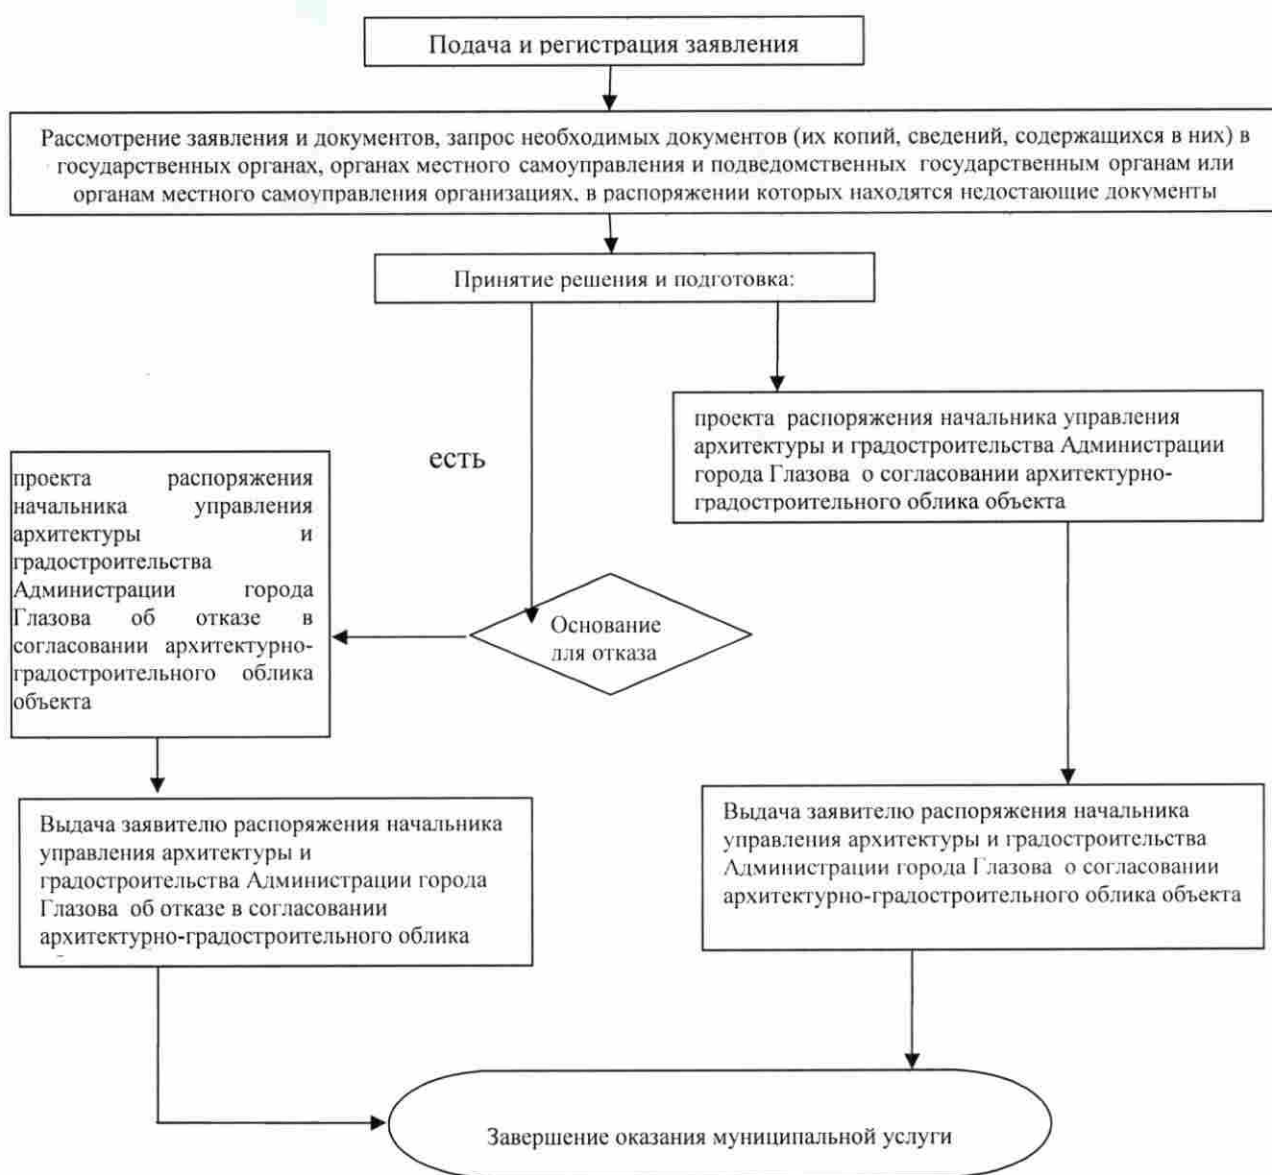 Подача и регистрация заявления
Рассмотрение заявления и документов, запрос необходимых документов (их копий, сведений, содержащихся в них) в
государственных органах, органах местного самоуправления и подведомственных государственным органам или
органам местного самоуправления организациях, в распоряжении которых находятся недостающие документы
Принятие решения и подготовка:
проекта распоряжения начальника управления
архитектуры и градостроительства Администрации
города Глазова о согласовании архитектурно-
градостроительного облика объекта
есть
проекта распоряжения
начальника управления
архитектуры и
градостроительства
Администрации города
Глазова об отказе в
согласовании архитектурно-
градостроительного облика
объекта
Основание
для отказа
Выдача заявителю распоряжения начальника
управления архитектуры и
градостроительства Администрации города
Глазова об отказе в согласовании
архитектурно-градостроительного облика
Выдача заявителю распоряжения начальника
управления архитектуры и градостроительства
Администрации города Глазова о согласовании
архитектурно-градостроительного облика объекта
Завершение оказания муниципальной услуги